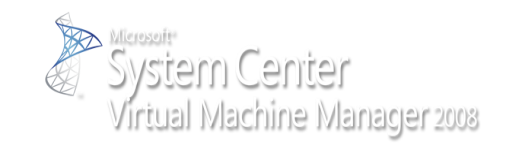 Microsoft®
System Center
Virtual Machine Manager 2008